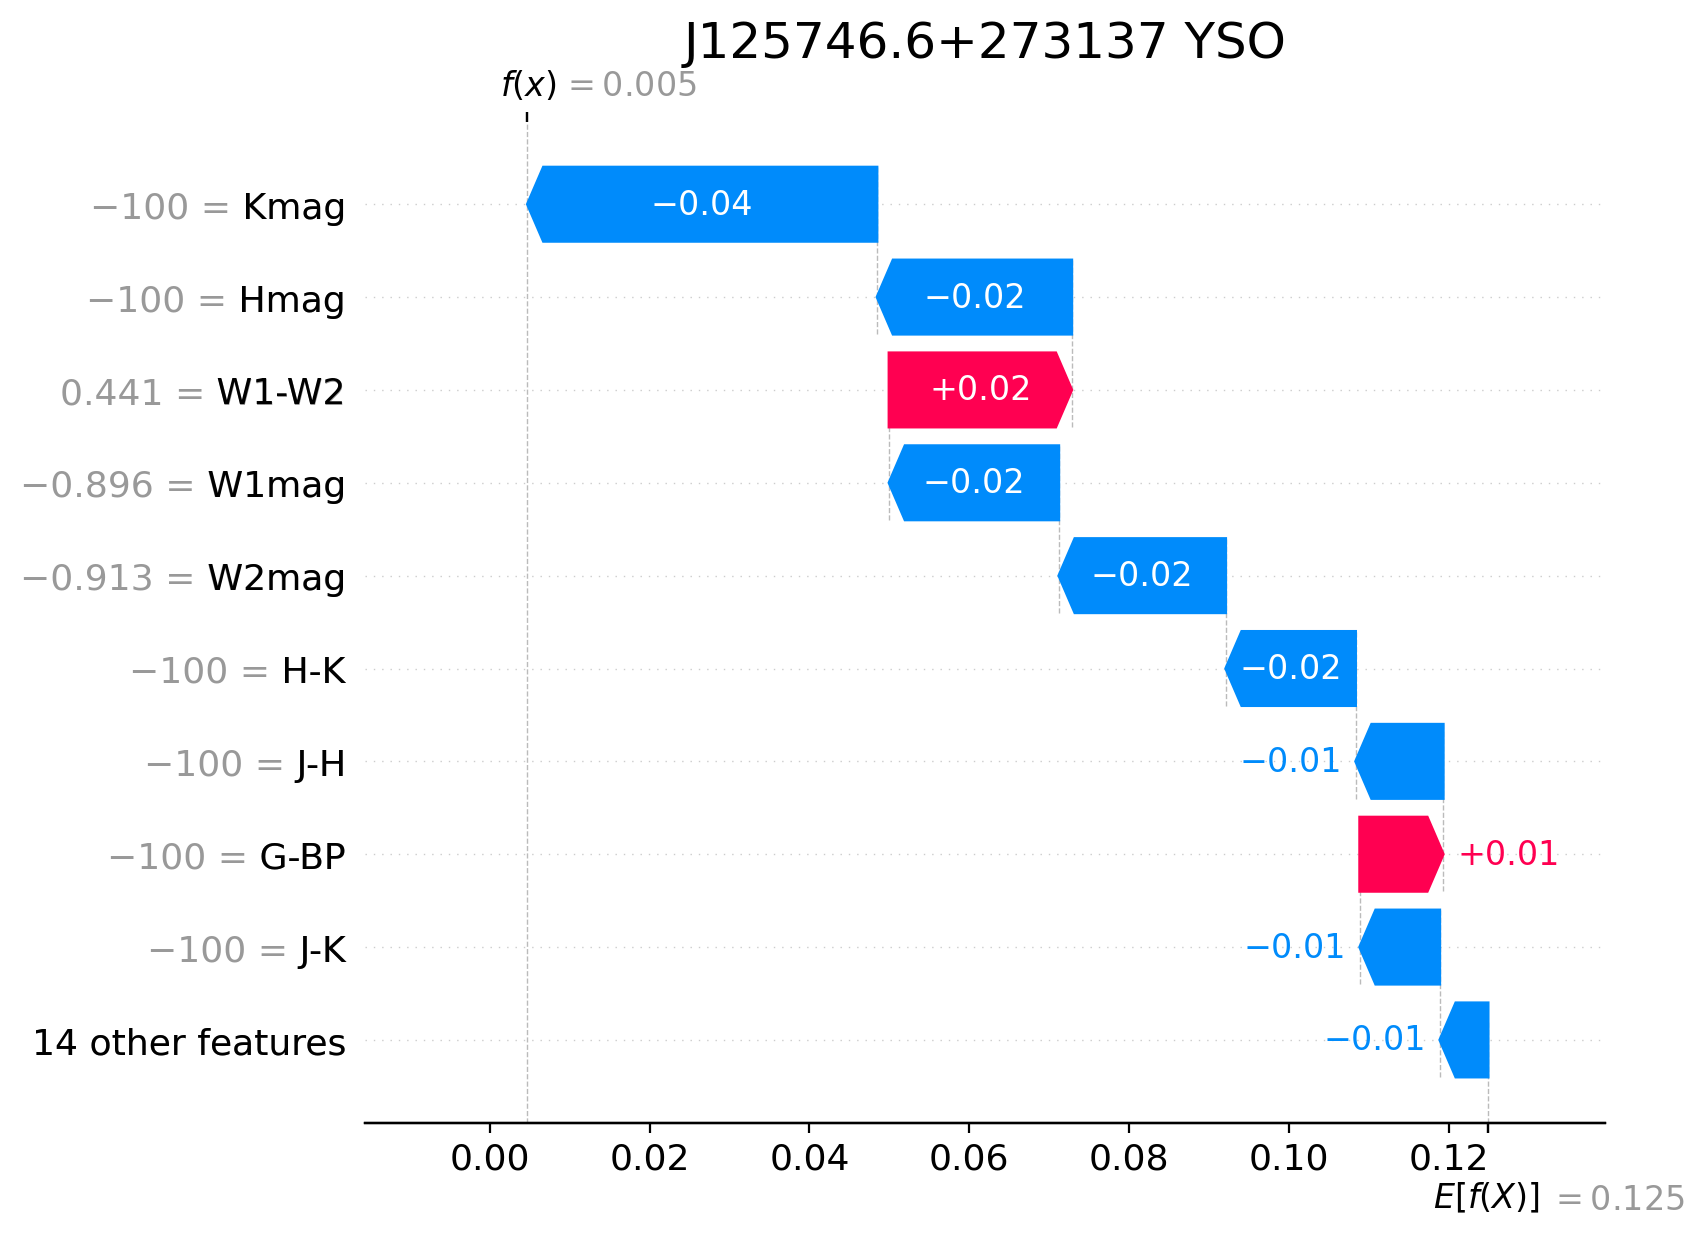 J125746.6+273137 YSO
f(x) = 0.005
−100 = Kmag
−0.04
−100 = Hmag
−0.02
0.441 = W1-W2
+0.02
−0.896 = W1mag
−0.02
−0.913 = W2mag
−0.02
−100 = H-K
−0.02
−100 = J-H
−0.01
−100 = G-BP
+0.01
−100 = J-K
−0.01
14 other features
−0.01
0.00 0.02 0.04 0.06 0.08 0.10 0.12
E[f(X)] = 0.125